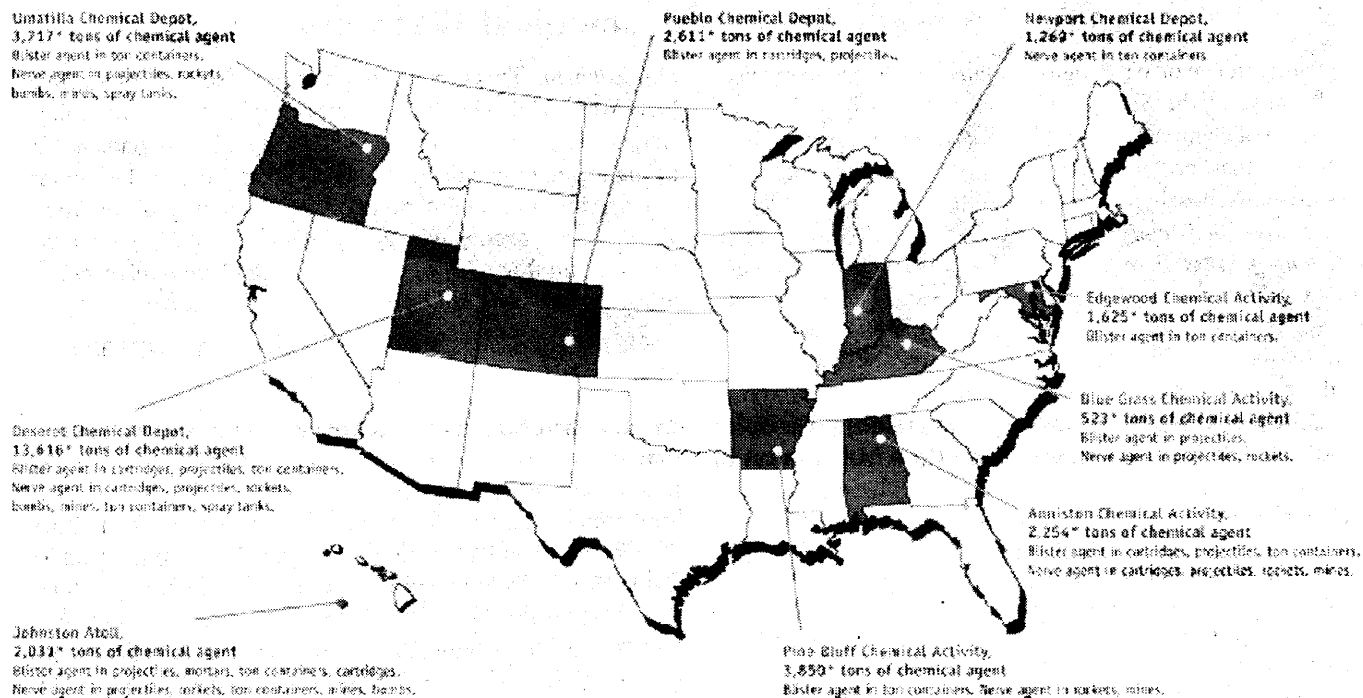 Umatilla Chemical Depot,
3,717* tons of chemical agent
Blister agent in ton containers.
Nerve agent in projectiles, rockets,
bombs, mines, spray tanks.
Pueblo Chemical Depot,
2,611* tons of chemical agent
Blister agent in cartridges, projectiles.
Newport Chemical Depot,
1,269* tons of chemical agent
Nerve agent in ton containers
Edgewood Chemical Activity,
1,625* tons of chemical agent
Blister agent in ton containers.
Blue Grass Chemical Activity,
523* tons of chemical agent
Blister agent in projectiles.
Nerve agent in projectiles, rockets.
Deseret Chemical Depot,
13,616* tons of chemical agent
Blister agent in cartridges, projectiles, ton containers.
Nerve agent in cartridges, projectiles, rockets,
bombs, mines, ton containers, spray tanks.
Anniston Chemical Activity,
2,254* tons of chemical agent
Blister agent in cartridges, projectiles, ton containers.
Nerve agent in cartridges, projectiles, rockets, mines.
Johnston Atoll,
2,031* tons of chemical agent
Blister agent in projectiles, mortars, ton containers, cartridges.
Nerve agent in projectiles, rockets, ton containers, mines, bombs.
Pine Bluff Chemical Activity,
3,850* tons of chemical agent
Blister agent in ton containers. Nerve agent in rockets, mines.